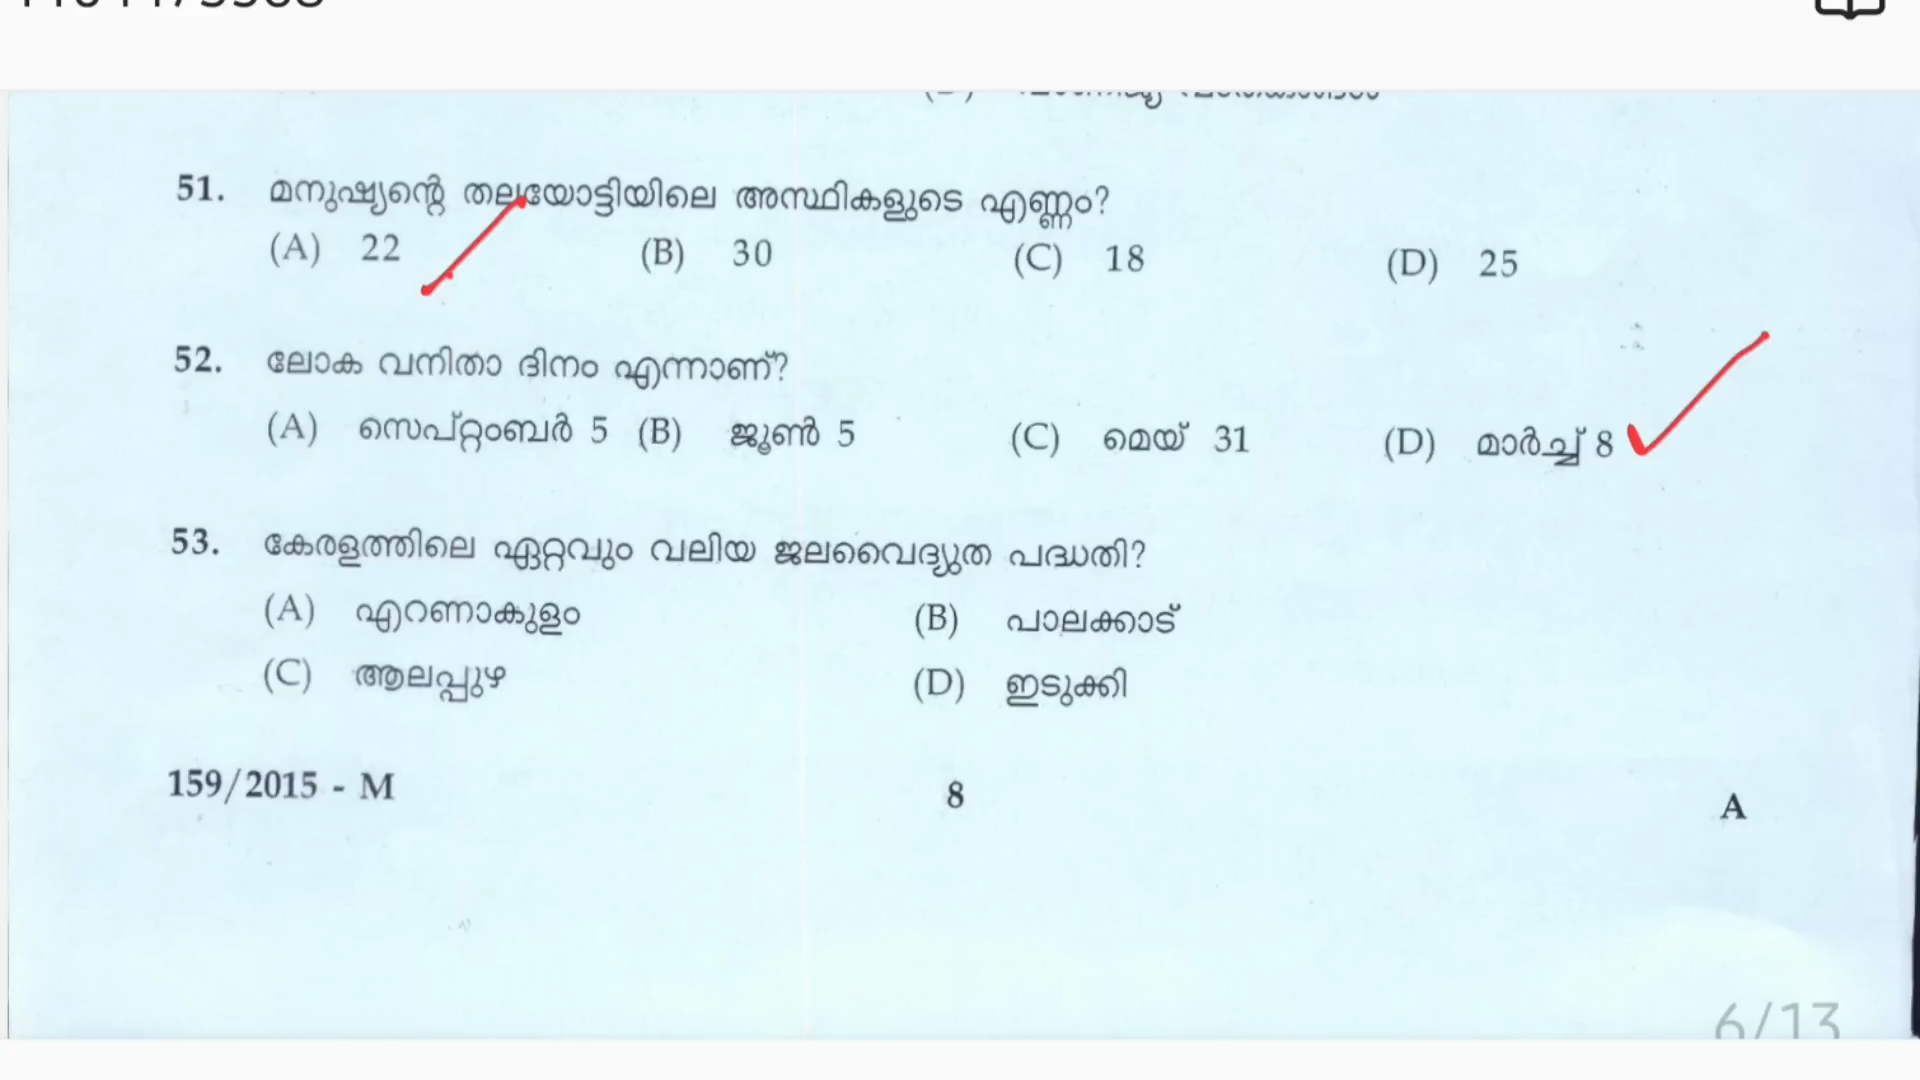 51. മനുഷ്യന്റെ തലയോട്ടിയിലെ അസ്ഥികളുടെ എണ്ണം?
(A) 22 (B) 30 (C) 18 (D) 25
52. ലോക വനിതാ ദിനം എന്നാണ്?
(A) സെപ്റ്റംബർ 5 (B) ജൂൺ 5 (C) മെയ് 31 (D) മാർച്ച് 8
53. കേരളത്തിലെ ഏറ്റവും വലിയ ജലവൈദ്യുത പദ്ധതി?
(A) എറണാകുളം (B) പാലക്കാട്
(C) ആലപ്പുഴ (D) ഇടുക്കി
159/2015 - M 8 A
6/13